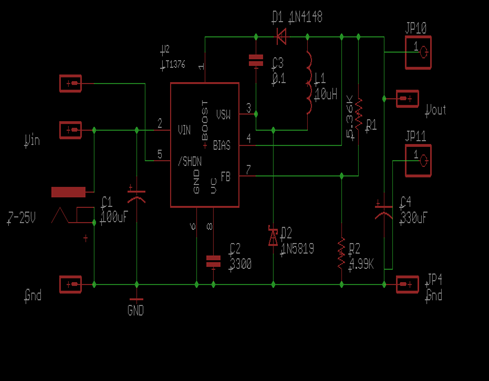 D1 1N4148
JP10
1
U2
LT1376
1
C3
0.1
L1
10uH
BOOST
VSW
3
Vout
5.36K
R1
2
VIN
BIAS
4
JP11
1
Vin
5
/SHDN
FB
7
GND
VC
C1
100uF
C4
330uF
7-25V
6
8
D2
1N5819
C2
3300
R2
4.99K
Gnd
JP4
Gnd
GND